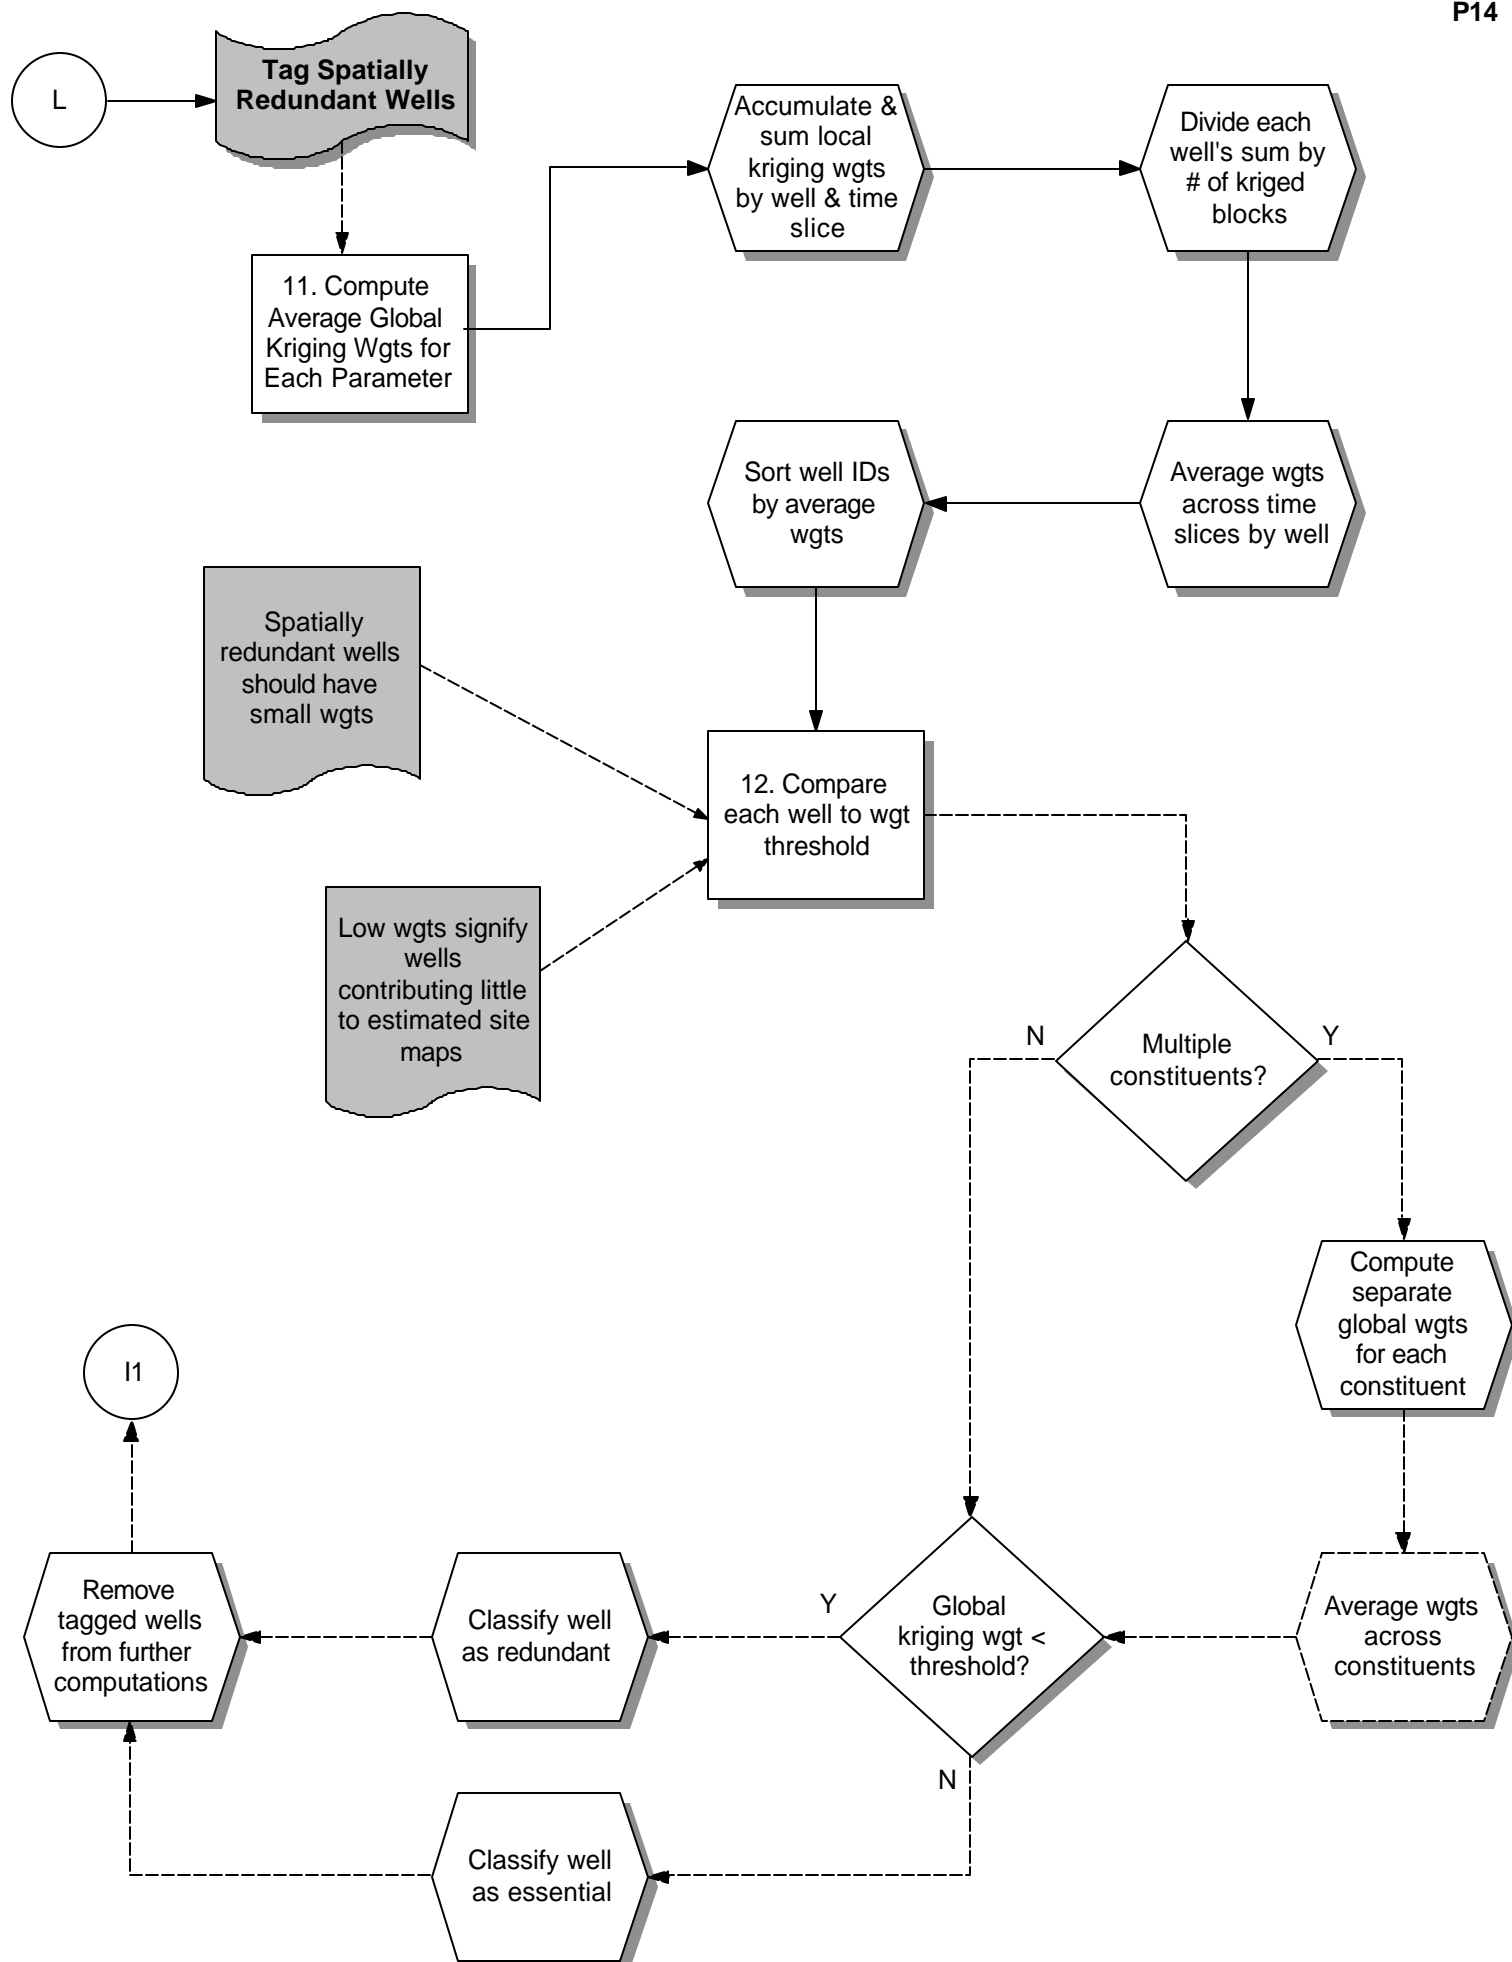 P14
L
Tag Spatially
Redundant Wells
11. Compute
Average Global
Kriging Wgts for
Each Parameter
Accumulate &
sum local
kriging wgts
by well & time
slice
Divide each
well's sum by
# of kriged
blocks
Average wgts
across time
slices by well
Sort well IDs
by average
wgts
Spatially
redundant wells
should have
small wgts
12. Compare
each well to wgt
threshold
Low wgts signify
wells
contributing little
to estimated site
maps
Multiple
constituents?
N
Y
Compute
separate
global wgts
for each
constituent
Average wgts
across
constituents
Global
kriging wgt <
threshold?
Y
N
Classify well
as redundant
Classify well
as essential
Remove
tagged wells
from further
computations
I1